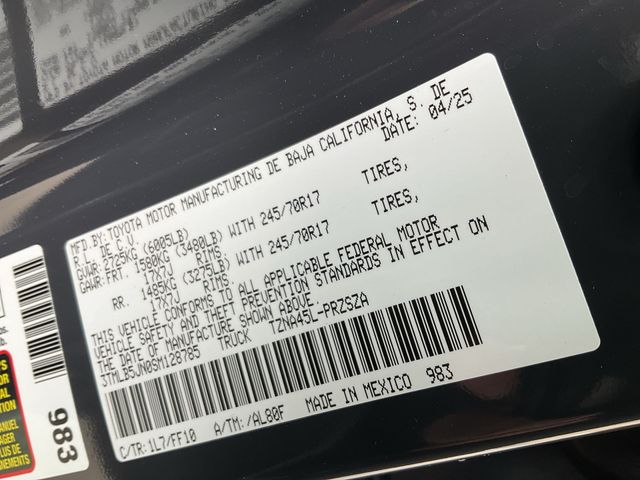 MFD.BY:TOYOTA MOTOR MANUFACTURING DE BAJA CALIFORNIA, S. DE
R.L. DE C.V. DATE: 04/25
GVWR:2725KG (6005LB)
GAWR:FRT. 1580KG (3480LB) WITH 245/70R17 TIRES,
17X7J RIMS,
RR. 1485KG (3275LB) WITH 245/70R17 TIRES,
17X7J RIMS,
THIS VEHICLE CONFORMS TO ALL APPLICABLE FEDERAL MOTOR
VEHICLE SAFETY AND THEFT PREVENTION STANDARDS IN EFFECT ON
THE DATE OF MANUFACTURE SHOWN ABOVE.
3TMLB5JN0SM128785 TRUCK TZNA45L-PRZSZA
C/TR:1L7/FF10 A/TM:/AL80F MADE IN MEXICO 983
983